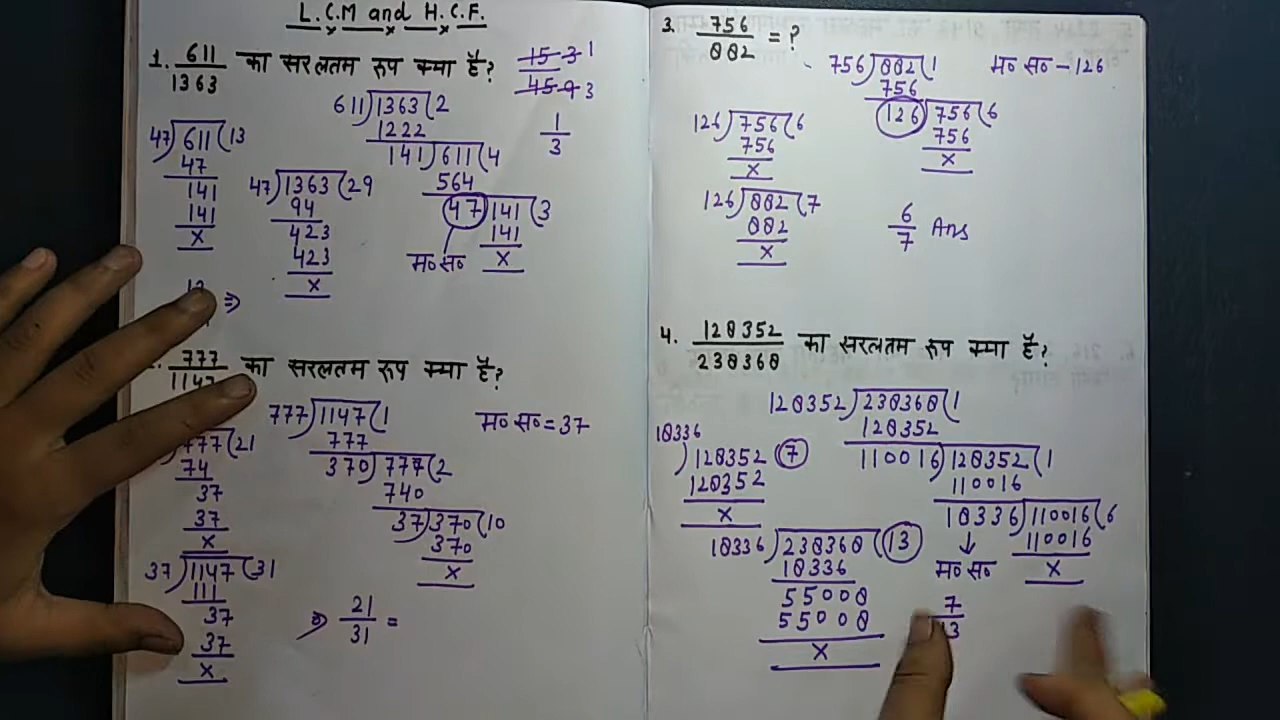 L.C.M and H.C.F.
1. 611/1363 का सरलतम रूप क्या है?
15 3 1
45 9 3
1/3
611)1363(2
1222
141)611(4
564
47)141(3
141
x
म० स०
47)611(13
47
141
141
x
47)1363(29
94
423
423
x
⇒
777/1147 का सरलतम रूप क्या है?
777)1147(1
777
370)777(2
740
37)370(10
370
x
म० स० = 37
777(21
74
37
37
x
37)1147(31
111
37
37
x
⇒ 21/31 =
3. 756/882 = ?
756)882(1
756
126)756(6
756
x
म० स० - 126
126)756(6
756
x
126)882(7
882
x
6/7 Ans
4. 128352/238368 का सरलतम रूप क्या है?
128352)238368(1
128352
110016)128352(1
110016
18336)110016(6
110016
x
म० स०
18336
)128352(7
128352
x
18336)238368(13
18336
55008
55008
x
7/13